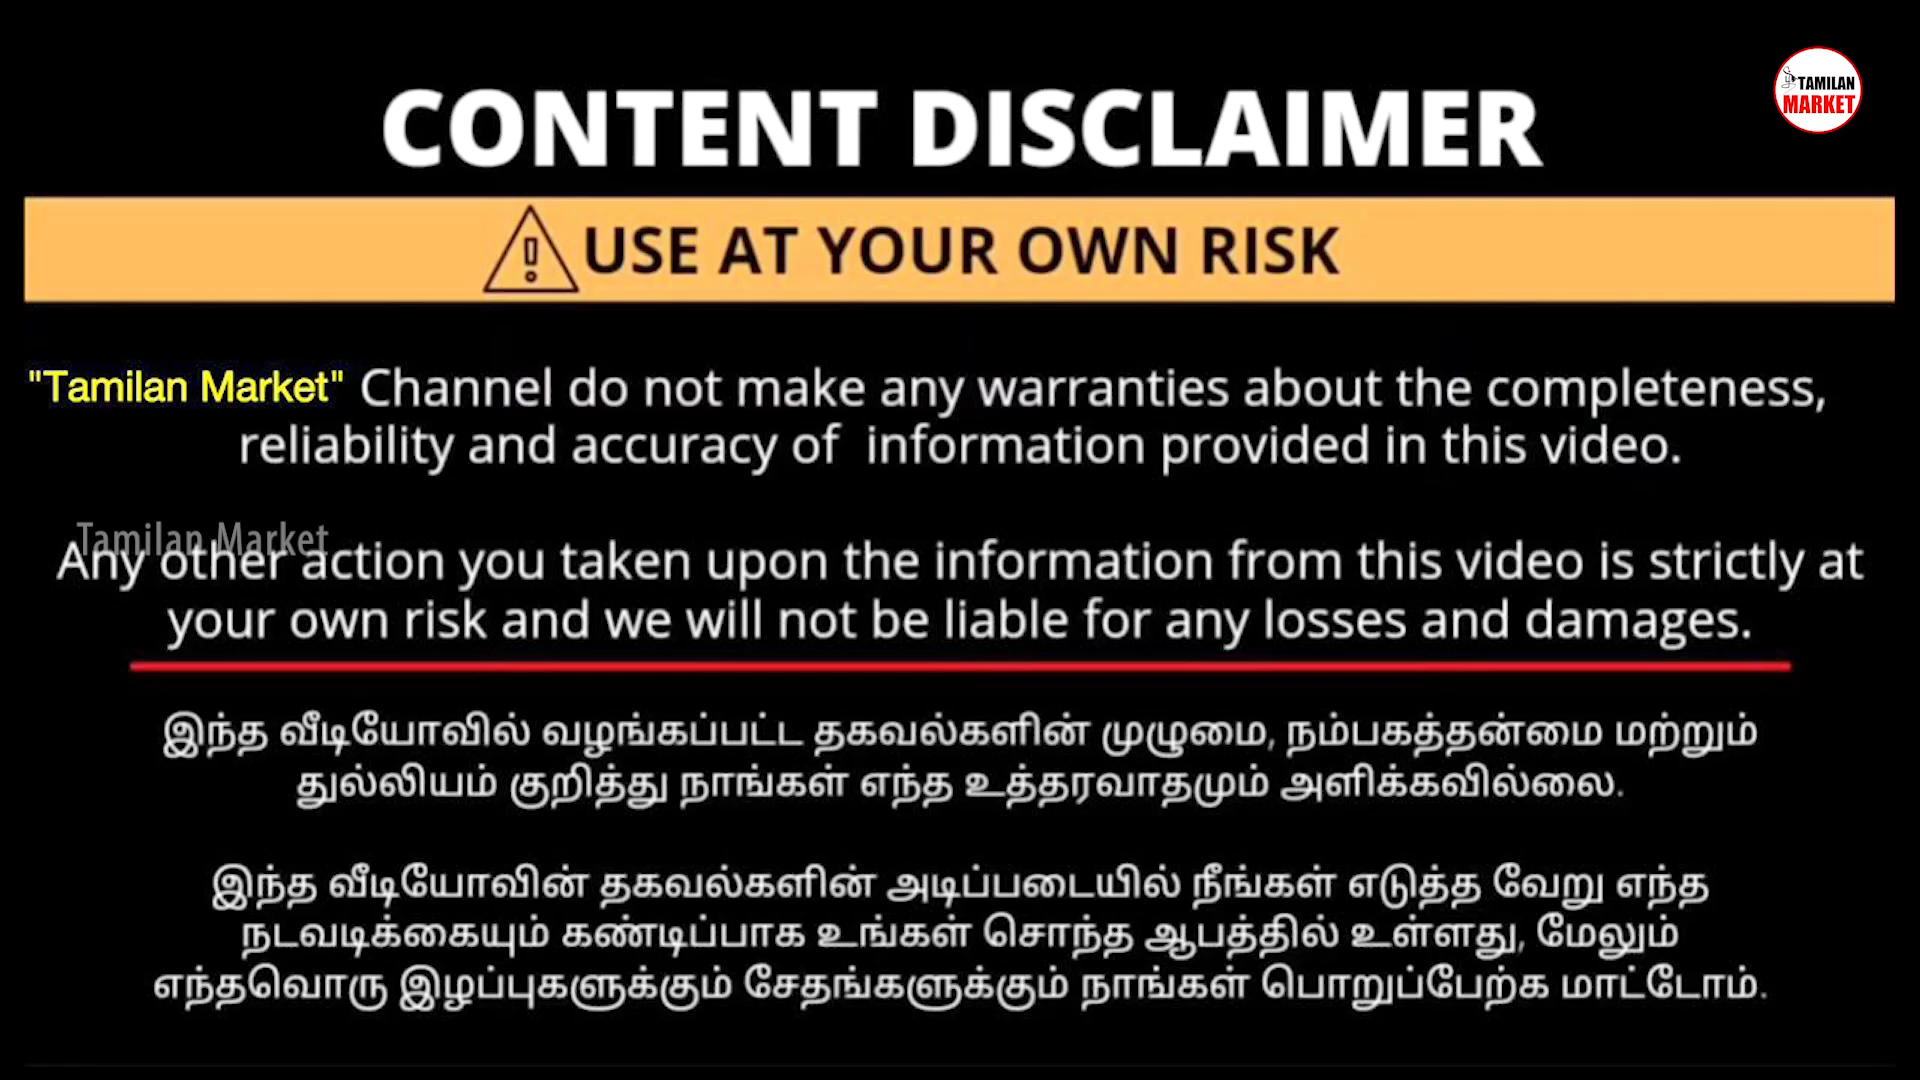 TAMILAN
MARKET
CONTENT DISCLAIMER
USE AT YOUR OWN RISK
"Tamilan Market" Channel do not make any warranties about the completeness,
reliability and accuracy of information provided in this video.
Tamilan Market
Any other action you taken upon the information from this video is strictly at
your own risk and we will not be liable for any losses and damages.
இந்த வீடியோவில் வழங்கப்பட்ட தகவல்களின் முழுமை, நம்பகத்தன்மை மற்றும்
துல்லியம் குறித்து நாங்கள் எந்த உத்தரவாதமும் அளிக்கவில்லை.
இந்த வீடியோவின் தகவல்களின் அடிப்படையில் நீங்கள் எடுத்த வேறு எந்த
நடவடிக்கையும் கண்டிப்பாக உங்கள் சொந்த ஆபத்தில் உள்ளது, மேலும்
எந்தவொரு இழப்புகளுக்கும் சேதங்களுக்கும் நாங்கள் பொறுப்பேற்க மாட்டோம்.